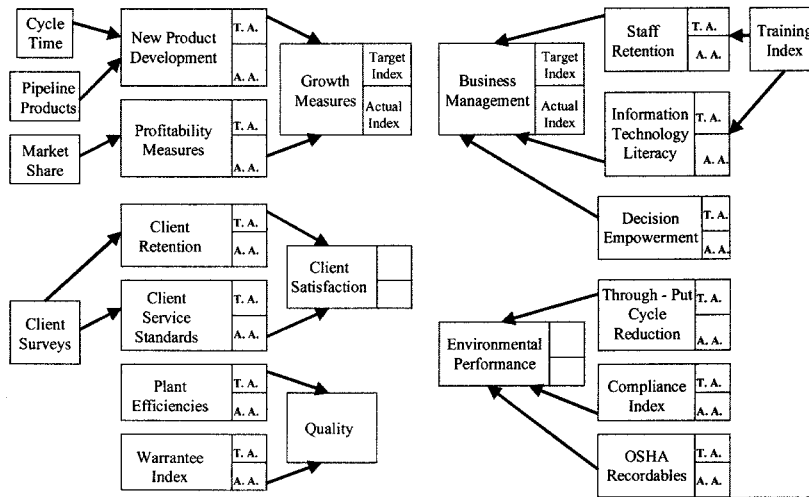 Cycle
Time
New Product
Development
T. A.
A. A.
Pipeline
Products
Growth
Measures
Target
Index
Actual
Index
Market
Share
Profitability
Measures
T. A.
A. A.
Business
Management
Target
Index
Actual
Index
Staff
Retention
T. A.
A. A.
Training
Index
Information
Technology
Literacy
T. A.
A. A.
Decision
Empowerment
T. A.
A. A.
Client
Surveys
Client
Retention
T. A.
A. A.
Client
Service
Standards
T. A.
A. A.
Client
Satisfaction
Environmental
Performance
Through - Put
Cycle
Reduction
T. A.
A. A.
Compliance
Index
T. A.
A. A.
OSHA
Recordables
T. A.
A. A.
Plant
Efficiencies
T. A.
A. A.
Warrantee
Index
T. A.
A. A.
Quality